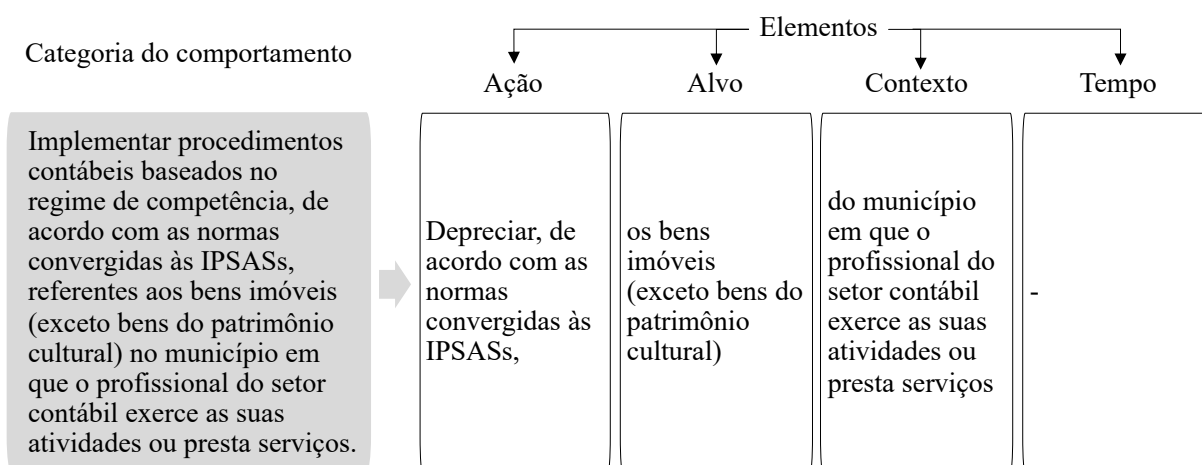 Elementos
Categoria do comportamento
Ação
Alvo
Contexto
Tempo
Implementar procedimentos
contábeis baseados no
regime de competência, de
acordo com as normas
convergidas às IPSASs,
referentes aos bens imóveis
(exceto bens do patrimônio
cultural) no município em
que o profissional do setor
contábil exerce as suas
atividades ou presta serviços.
Depreciar, de
acordo com as
normas
convergidas às
IPSASs,
os bens
imóveis
(exceto bens do
patrimônio
cultural)
do município
em que o
profissional do
setor contábil
exerce as suas
atividades ou
presta serviços
-